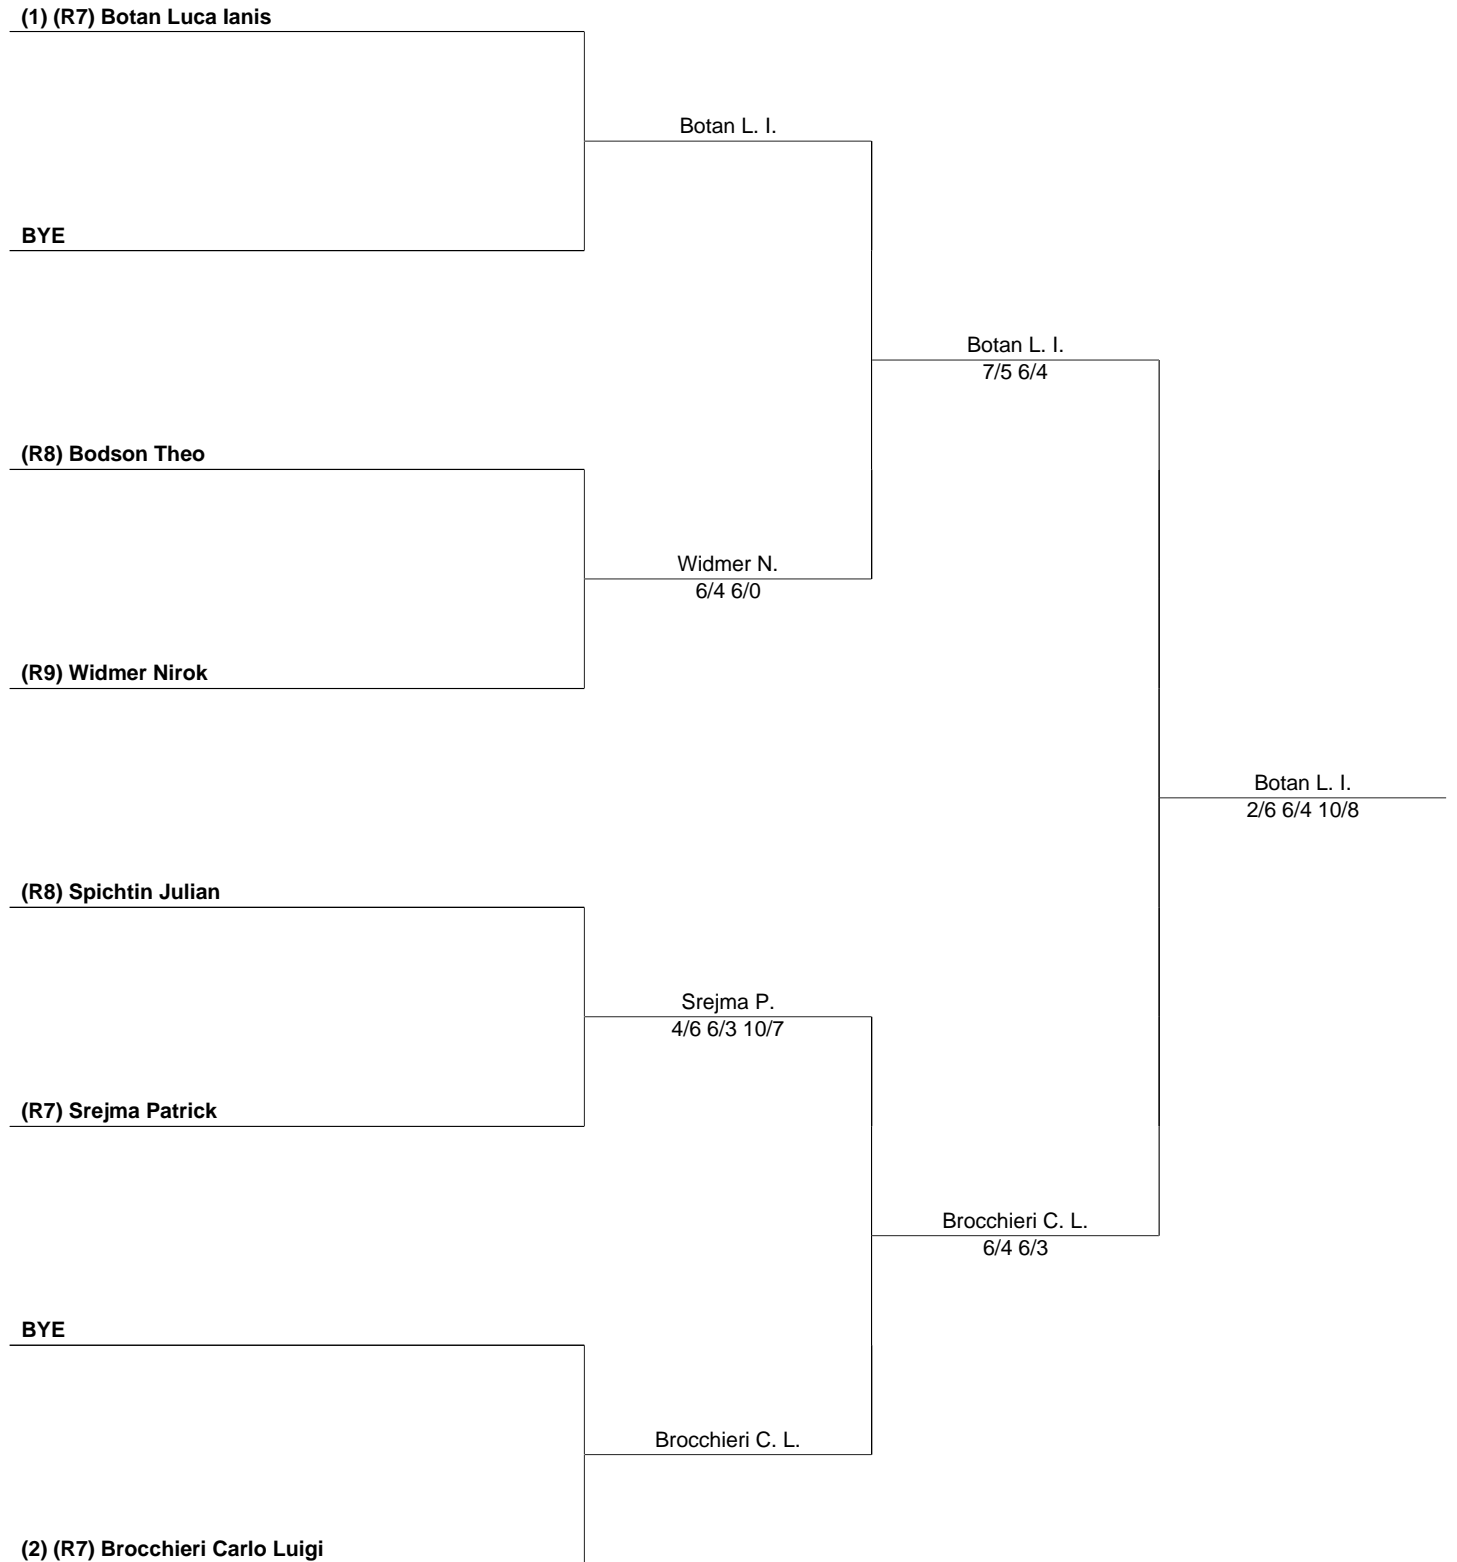 (1) (R7) Botan Luca Ianis
Botan L. I.
BYE
Botan L. I.
7/5 6/4
(R8) Bodson Theo
Widmer N.
6/4 6/0
(R9) Widmer Nirok
Botan L. I.
2/6 6/4 10/8
(R8) Spichtin Julian
Srejma P.
4/6 6/3 10/7
(R7) Srejma Patrick
Brocchieri C. L.
6/4 6/3
BYE
Brocchieri C. L.
(2) (R7) Brocchieri Carlo Luigi